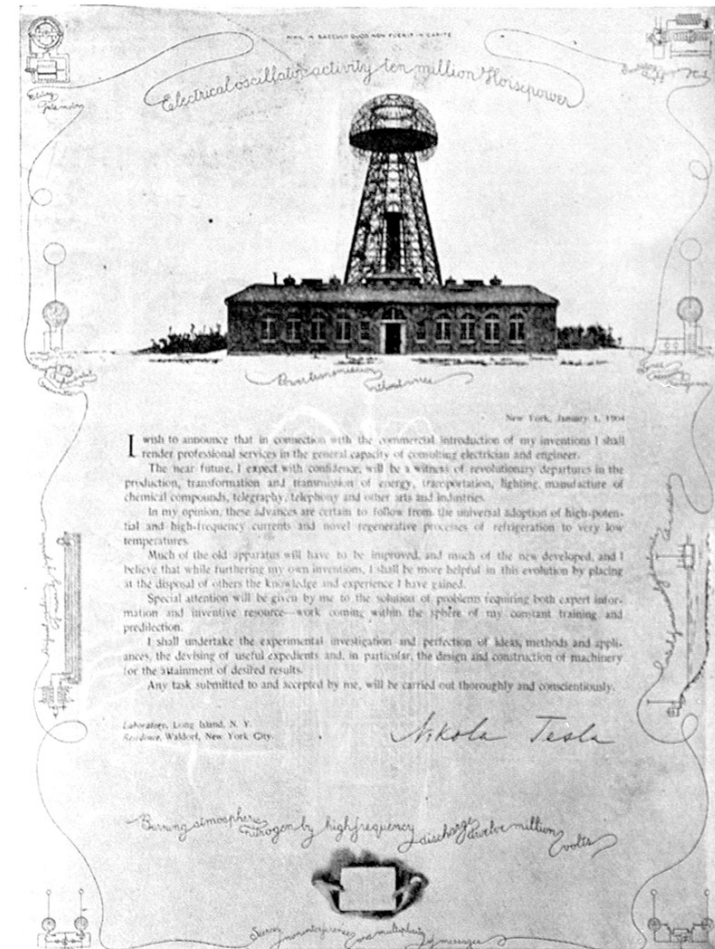 NIHIL IN SACCULO QUOD NON FUERIT IN CAPITE
Electrical oscillator activity ten million Horsepower
New York, January 1, 1904
I wish to announce that in connection with the commercial introduction of my inventions I shall
render professional services in the general capacity of consulting electrician and engineer.
The near future, I expect with confidence, will be a witness of revolutionary departures in the
production, transformation and transmission of energy, transportation, lighting, manufacture of
chemical compounds, telegraphy, telephony and other arts and industries.
In my opinion, these advances are certain to follow from the universal adoption of high-poten-
tial and high-frequency currents and novel regenerative processes of refrigeration to very low
temperatures.
Much of the old apparatus will have to be improved, and much of the new developed, and I
believe that while furthering my own inventions, I shall be more helpful in this evolution by placing
at the disposal of others the knowledge and experience I have gained.
Special attention will be given by me to the solution of problems requiring both expert infor-
mation and inventive resource—work coming within the sphere of my constant training and
predilection.
I shall undertake the experimental investigation and perfection of ideas, methods and appli-
ances, the devising of useful expedients and, in particular, the design and construction of machinery
for the attainment of desired results.
Any task submitted to and accepted by me, will be carried out thoroughly and conscientiously.
Laboratory, Long Island, N. Y.
Residence, Waldorf, New York City.
Nikola Tesla
Burning atmospheric nitrogen by high frequency discharge twelve million volts